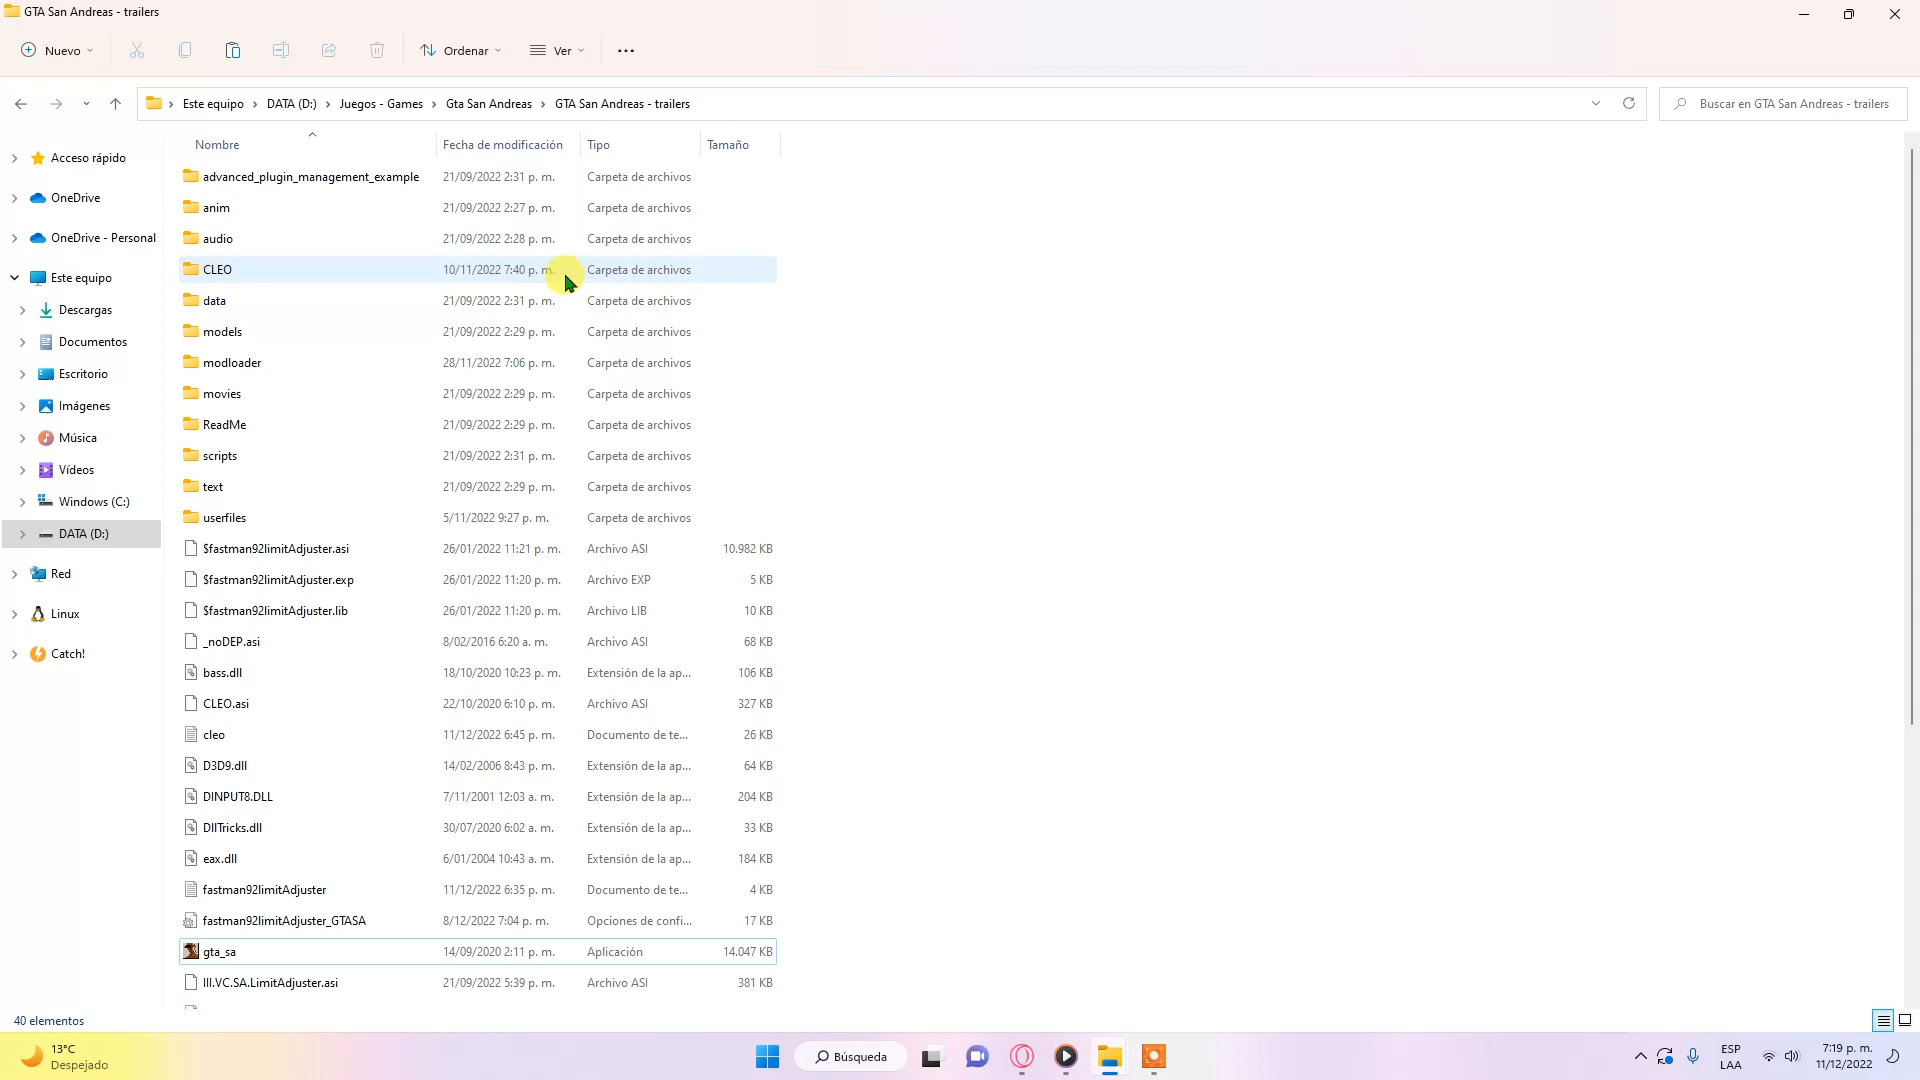 GTA San Andreas - trailers
Nuevo
Ordenar
Ver
Este equipo > DATA (D:) > Juegos - Games > Gta San Andreas > GTA San Andreas - trailers
Buscar en GTA San Andreas - trailers
Nombre Fecha de modificación Tipo Tamaño
Acceso rápido
OneDrive
OneDrive - Personal
Este equipo
Descargas
Documentos
Escritorio
Imágenes
Música
Vídeos
Windows (C:)
DATA (D:)
Red
Linux
Catch!
advanced_plugin_management_example 21/09/2022 2:31 p. m. Carpeta de archivos
anim 21/09/2022 2:27 p. m. Carpeta de archivos
audio 21/09/2022 2:28 p. m. Carpeta de archivos
CLEO 10/11/2022 7:40 p. m. Carpeta de archivos
data 21/09/2022 2:31 p. m. Carpeta de archivos
models 21/09/2022 2:29 p. m. Carpeta de archivos
modloader 28/11/2022 7:06 p. m. Carpeta de archivos
movies 21/09/2022 2:29 p. m. Carpeta de archivos
ReadMe 21/09/2022 2:29 p. m. Carpeta de archivos
scripts 21/09/2022 2:31 p. m. Carpeta de archivos
text 21/09/2022 2:29 p. m. Carpeta de archivos
userfiles 5/11/2022 9:27 p. m. Carpeta de archivos
$fastman92limitAdjuster.asi 26/01/2022 11:21 p. m. Archivo ASI 10.982 KB
$fastman92limitAdjuster.exp 26/01/2022 11:20 p. m. Archivo EXP 5 KB
$fastman92limitAdjuster.lib 26/01/2022 11:20 p. m. Archivo LIB 10 KB
_noDEP.asi 8/02/2016 6:20 a. m. Archivo ASI 68 KB
bass.dll 18/10/2020 10:23 p. m. Extensión de la ap... 106 KB
CLEO.asi 22/10/2020 6:10 p. m. Archivo ASI 327 KB
cleo 11/12/2022 6:45 p. m. Documento de te... 26 KB
D3D9.dll 14/02/2006 8:43 p. m. Extensión de la ap... 64 KB
DINPUT8.DLL 7/11/2001 12:03 a. m. Extensión de la ap... 204 KB
DllTricks.dll 30/07/2020 6:02 a. m. Extensión de la ap... 33 KB
eax.dll 6/01/2004 10:43 a. m. Extensión de la ap... 184 KB
fastman92limitAdjuster 11/12/2022 6:35 p. m. Documento de te... 4 KB
fastman92limitAdjuster_GTASA 8/12/2022 7:04 p. m. Opciones de confi... 17 KB
gta_sa 14/09/2020 2:11 p. m. Aplicación 14.047 KB
III.VC.SA.LimitAdjuster.asi 21/09/2022 5:39 p. m. Archivo ASI 381 KB
40 elementos
13°C
Despejado
Búsqueda
ESP
LAA
7:19 p. m.
11/12/2022